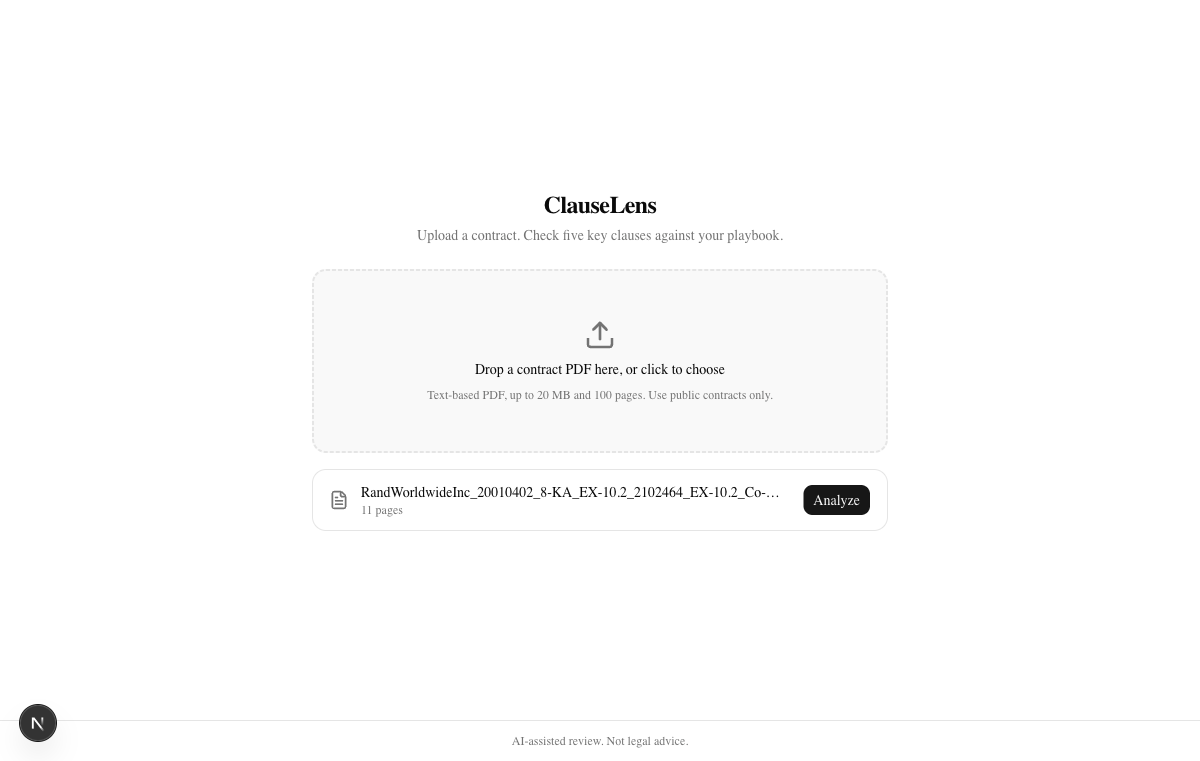 ClauseLens
Upload a contract. Check five key clauses against your playbook.
Drop a contract PDF here, or click to choose
Text-based PDF, up to 20 MB and 100 pages. Use public contracts only.
RandWorldwideInc_20010402_8-KA_EX-10.2_2102464_EX-10.2_Co-…
11 pages
Analyze
N
AI-assisted review. Not legal advice.